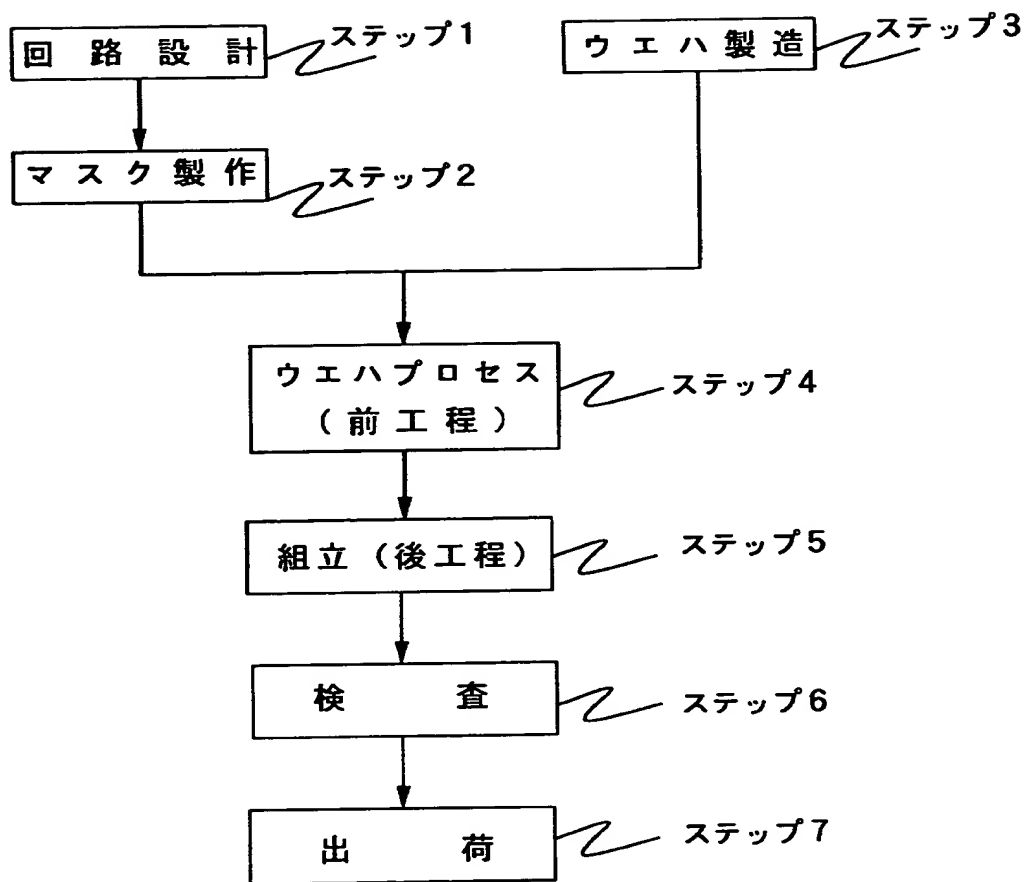 回路設計
ステップ1
ウエハ製造
ステップ3
マスク製作
ステップ2
ウエハプロセス
(前工程)
ステップ4
組立(後工程)
ステップ5
検査
ステップ6
出荷
ステップ7